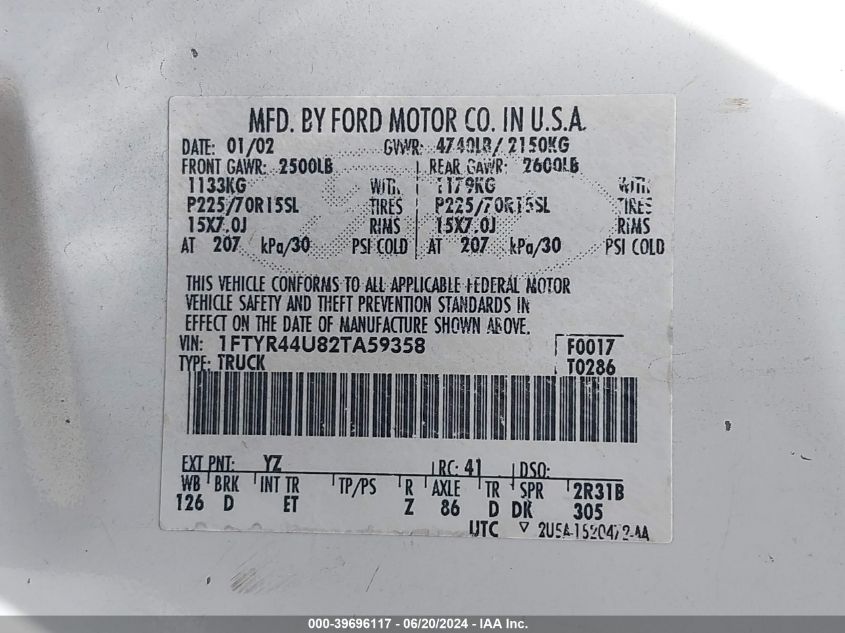 MFD. BY FORD MOTOR CO. IN U.S.A.
DATE: 01/02 GVWR: 4740LB/ 2150KG
FRONT GAWR: 2500LB REAR GAWR: 2600LB
1133KG WITH 1179KG WITH
P225/70R15SL TIRES P225/70R15SL TIRES
15X7.0J RIMS 15X7.0J RIMS
AT 207 kPa/30 PSI COLD AT 207 kPa/30 PSI COLD
THIS VEHICLE CONFORMS TO ALL APPLICABLE FEDERAL MOTOR
VEHICLE SAFETY AND THEFT PREVENTION STANDARDS IN
EFFECT ON THE DATE OF MANUFACTURE SHOWN ABOVE.
VIN: 1FTYR44U82TA59358 F0017
TYPE: TRUCK T0286
EXT PNT: YZ RC: 41 DSO:
WB BRK INT TR TP/PS R AXLE TR SPR 2R31B
126 D ET Z 86 D DK 305
UTC ▽ 2U5A-1520472-AA
000-39696117 - 06/20/2024 - IAA Inc.